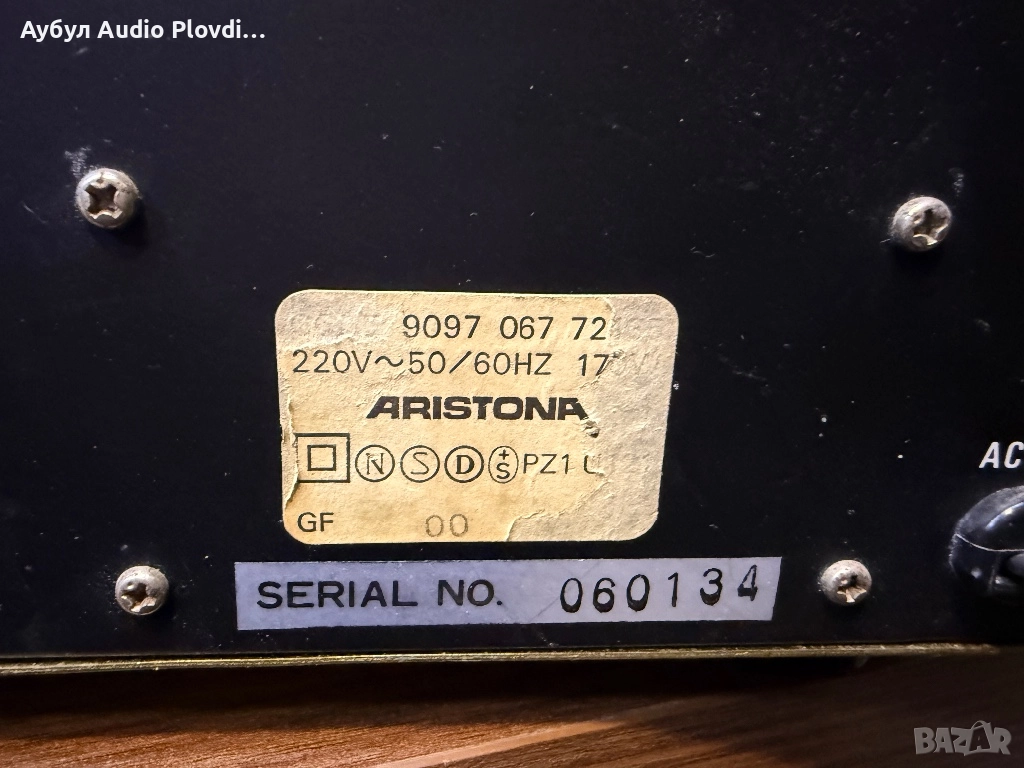 Аубул Audio Plovdi...
9097 067 72
220V~50/60HZ 17
ARISTONA
N S D +S PZ1
GF 00
AC
SERIAL NO. 060134
BAZAR